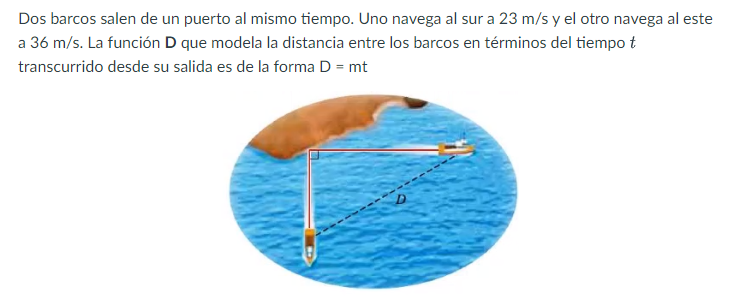 Dos barcos salen de un puerto al mismo tiempo. Uno navega al sur a 23 m/s y el otro navega al este
a 36 m/s. La función D que modela la distancia entre los barcos en términos del tiempo t
transcurrido desde su salida es de la forma D = mt
D